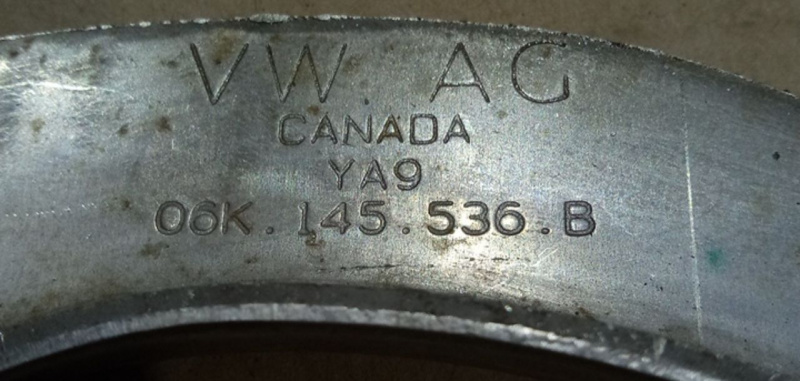 VW AG
CANADA
YA9
06K.145.536.B